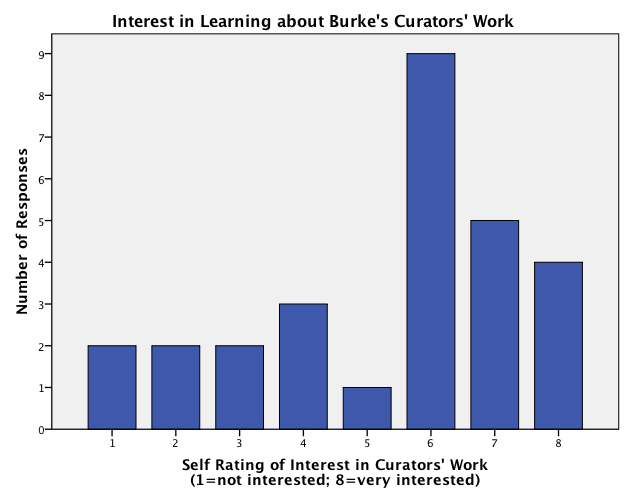 Interest in Learning about Burke's Curators' Work
Number of Responses
9
8
7
6
5
4
3
2
1
0
1 2 3 4 5 6 7 8
Self Rating of Interest in Curators' Work
(1=not interested; 8=very interested)